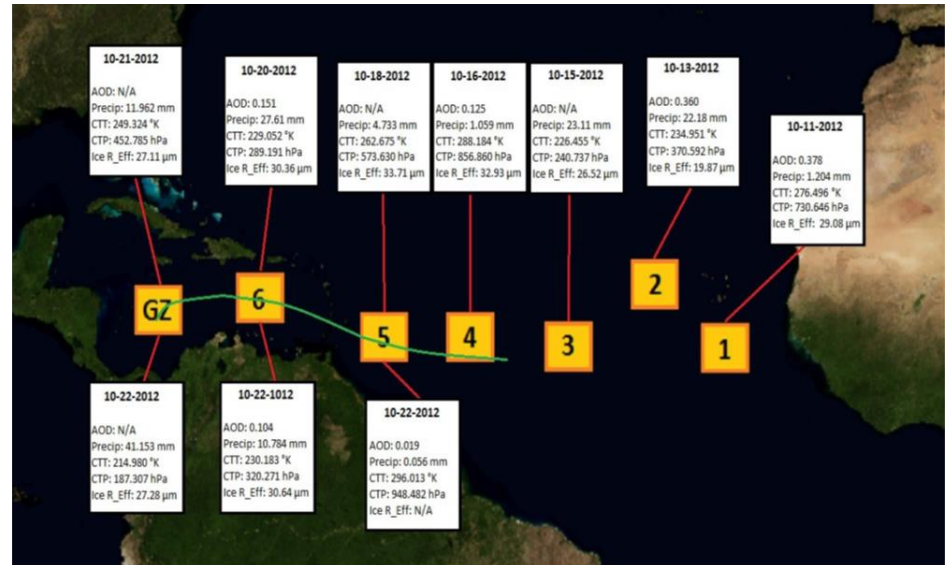 10-21-2012
AOD: N/A
Precip: 11.962 mm
CTT: 249.324 °K
CTP: 452.785 hPa
Ice R_Eff: 27.11 µm
10-20-2012
AOD: 0.151
Precip: 27.61 mm
CTT: 229.052 °K
CTP: 289.191 hPa
Ice R_Eff: 30.36 µm
10-18-2012
AOD: N/A
Precip: 4.733 mm
CTT: 262.675 °K
CTP: 573.630 hPa
Ice R_Eff: 33.71 µm
10-16-2012
AOD: 0.125
Precip: 1.059 mm
CTT: 288.184 °K
CTP: 856.860 hPa
Ice R_Eff: 32.93 µm
10-15-2012
AOD: N/A
Precip: 23.11 mm
CTT: 226.455 °K
CTP: 240.737 hPa
Ice R_Eff: 26.52 µm
10-13-2012
AOD: 0.360
Precip: 22.18 mm
CTT: 234.951 °K
CTP: 370.592 hPa
Ice R_Eff: 19.87 µm
10-11-2012
AOD: 0.378
Precip: 1.204 mm
CTT: 276.496 °K
CTP: 730.646 hPa
Ice R_Eff: 29.08 µm
GZ
6
5
4
3
2
1
10-22-2012
AOD: N/A
Precip: 41.153 mm
CTT: 214.980 °K
CTP: 187.307 hPa
Ice R_Eff: 27.28 µm
10-22-1012
AOD: 0.104
Precip: 10.784 mm
CTT: 230.183 °K
CTP: 320.271 hPa
Ice R_Eff: 30.64 µm
10-22-2012
AOD: 0.019
Precip: 0.056 mm
CTT: 296.013 °K
CTP: 948.482 hPa
Ice R_Eff: N/A